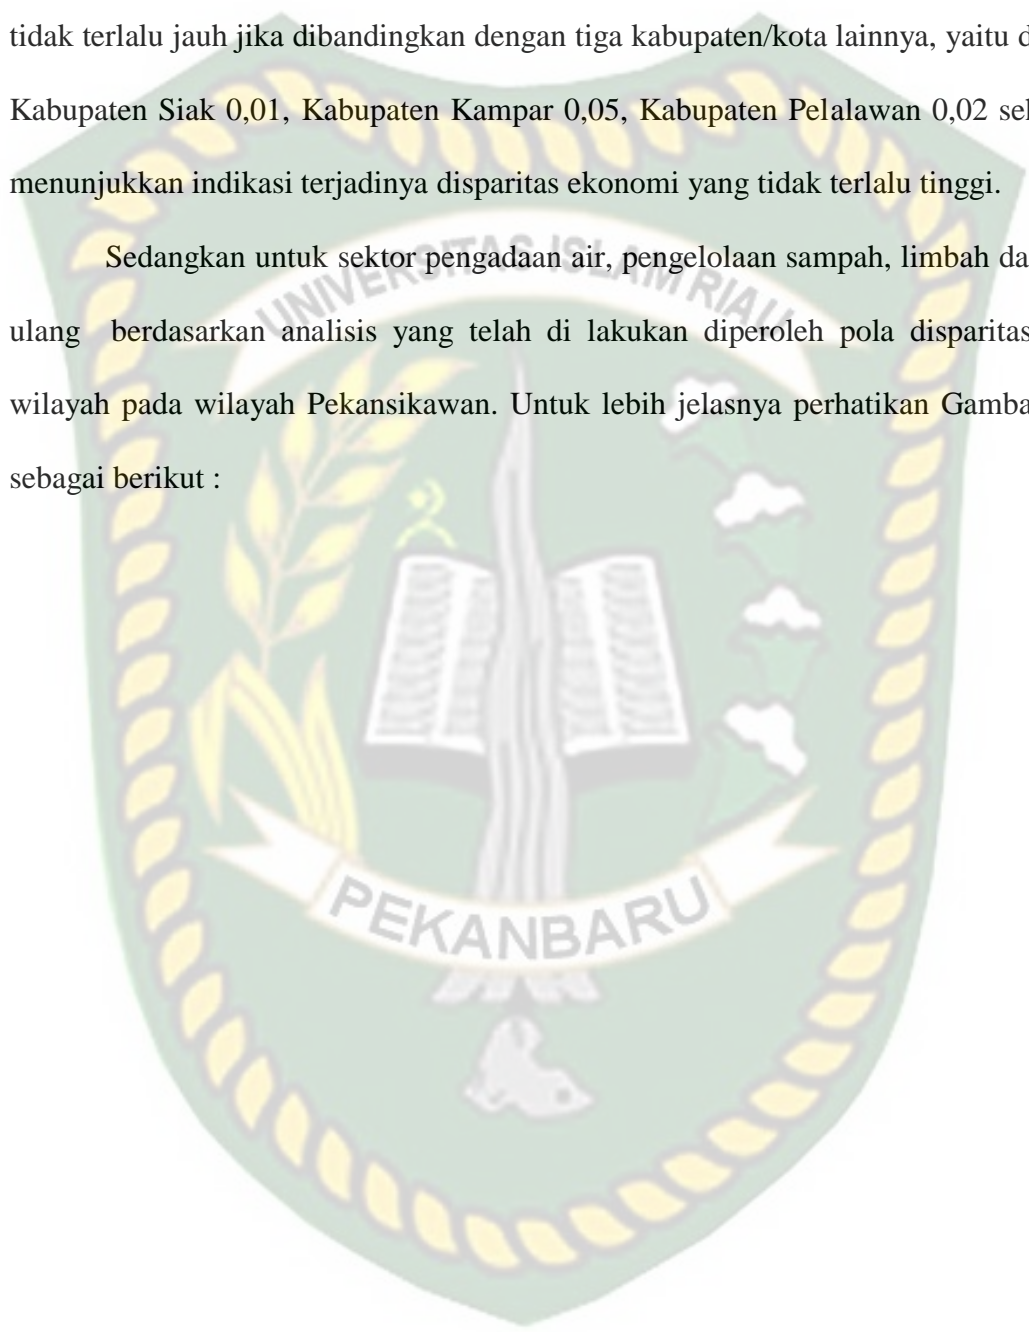 tidak terlalu jauh jika dibandingkan dengan tiga kabupaten/kota lainnya, yaitu d
Kabupaten Siak 0,01, Kabupaten Kampar 0,05, Kabupaten Pelalawan 0,02 sel
menunjukkan indikasi terjadinya disparitas ekonomi yang tidak terlalu tinggi.
Sedangkan untuk sektor pengadaan air, pengelolaan sampah, limbah da
ulang berdasarkan analisis yang telah di lakukan diperoleh pola disparitas
wilayah pada wilayah Pekansikawan. Untuk lebih jelasnya perhatikan Gamba
sebagai berikut :
UNIVERSITAS ISLAM RIAU
PEKANBARU